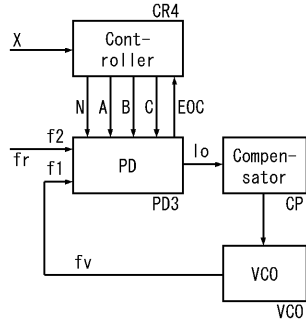 CR4
X
Cont-
roller
N A B C EOC
f2
fr
f1
PD
Io
Compen-
sator
PD3
CP
fv
VCO
VCO